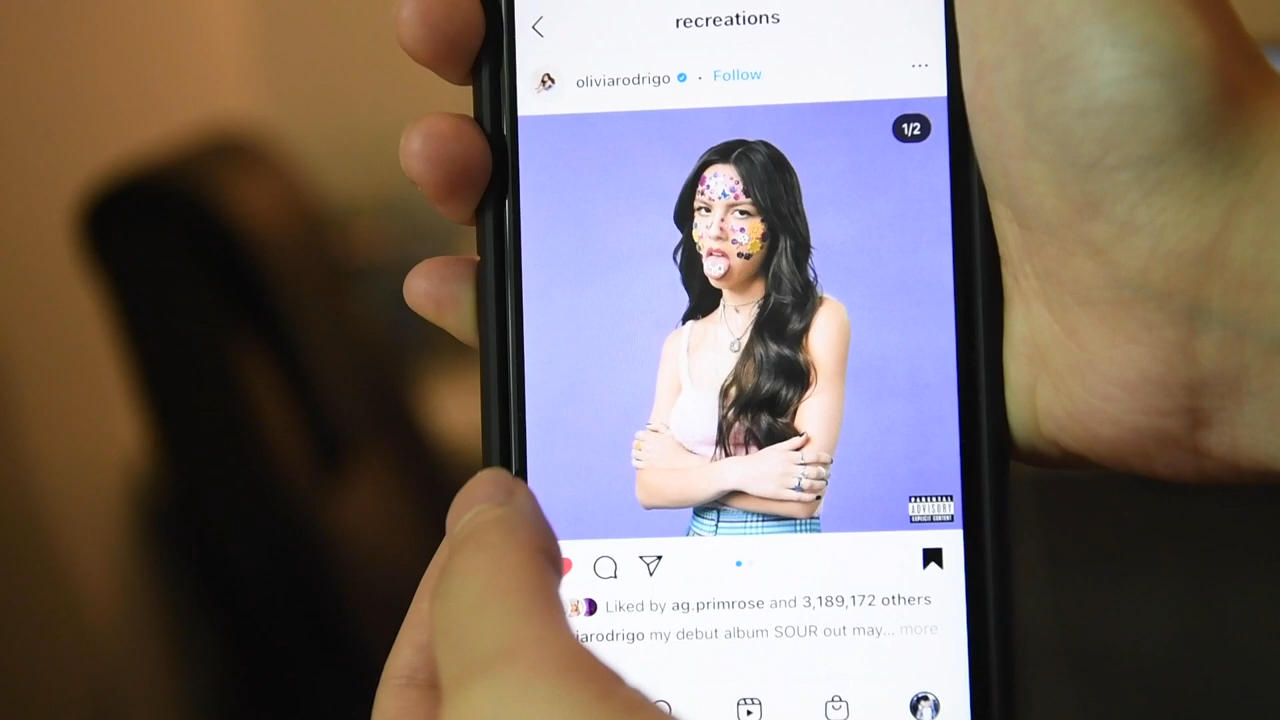 recreations
oliviarodrigo · Follow
1/2
PARENTAL
ADVISORY
EXPLICIT CONTENT
Liked by ag.primrose and 3,189,172 others
iarodrigo my debut album SOUR out may... more